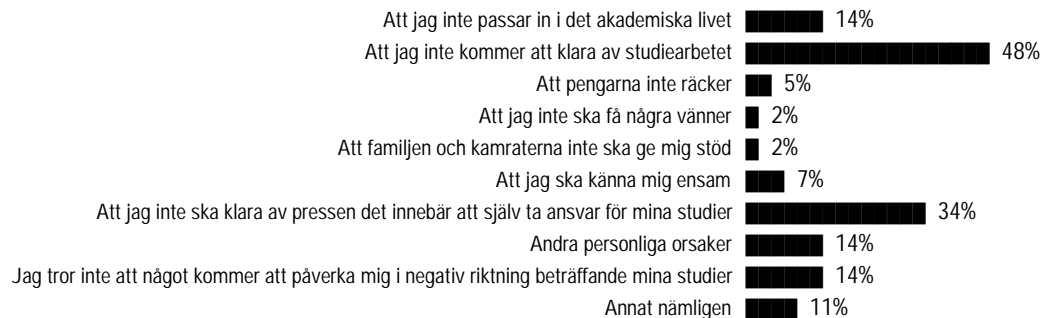 Att jag inte passar in i det akademiska livet 14%
Att jag inte kommer att klara av studiearbetet 48%
Att pengarna inte räcker 5%
Att jag inte ska få några vänner 2%
Att familjen och kamraterna inte ska ge mig stöd 2%
Att jag ska känna mig ensam 7%
Att jag inte ska klara av pressen det innebär att själv ta ansvar för mina studier 34%
Andra personliga orsaker 14%
Jag tror inte att något kommer att påverka mig i negativ riktning beträffande mina studier 14%
Annat nämligen 11%